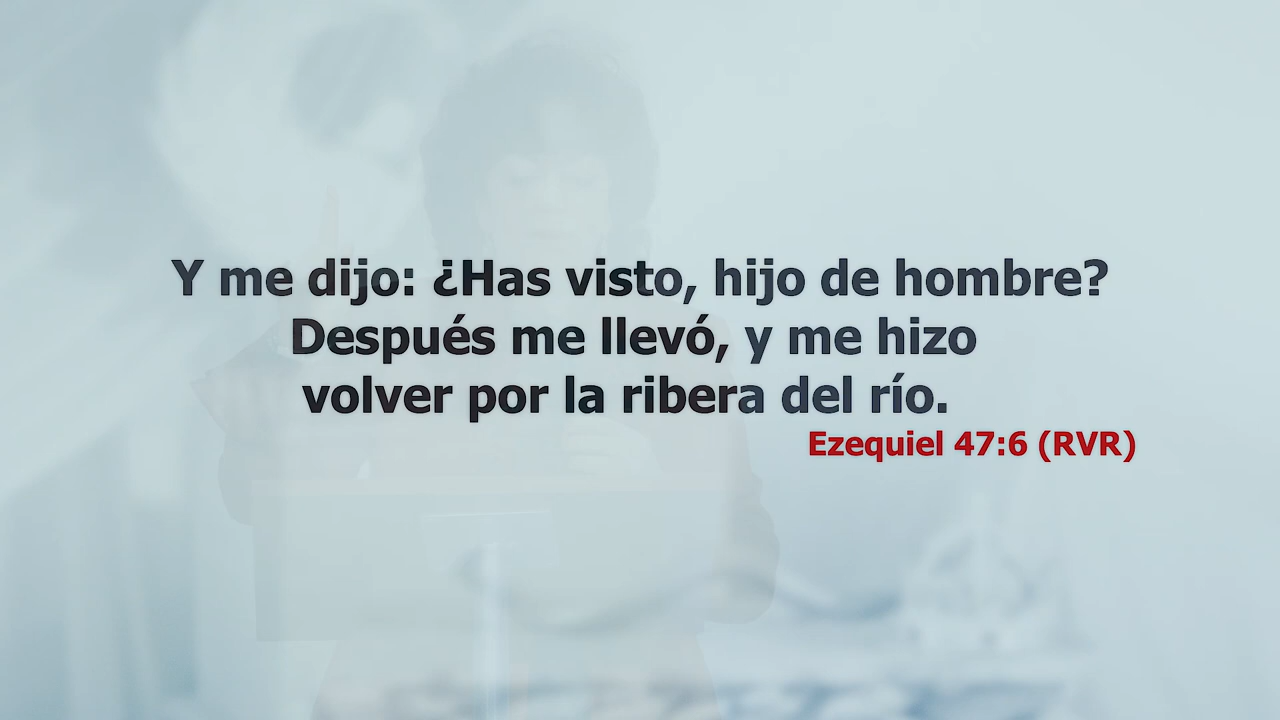 Y me dijo: ¿Has visto, hijo de hombre?
Después me llevó, y me hizo
volver por la ribera del río.
Ezequiel 47:6 (RVR)